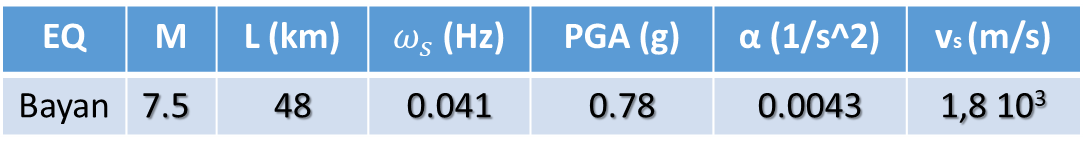 EQ M L (km) ωₛ (Hz) PGA (g) α (1/s^2) vₛ (m/s)
Bayan 7.5 48 0.041 0.78 0.0043 1,8 10³